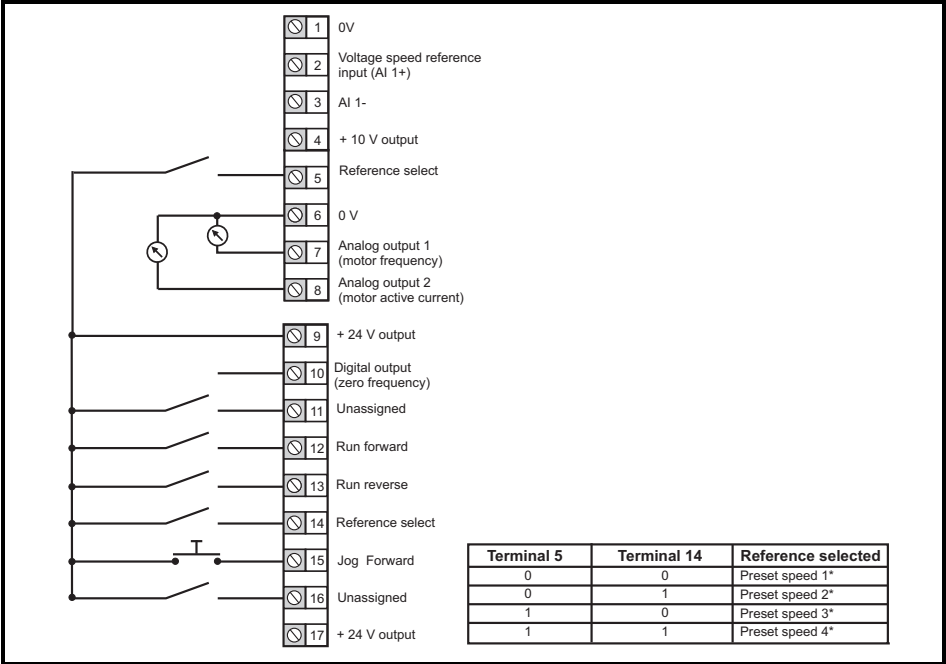 1 0V
2 Voltage speed reference
input (AI 1+)
3 AI 1-
4 + 10 V output
5 Reference select
6 0 V
7 Analog output 1
(motor frequency)
8 Analog output 2
(motor active current)
9 + 24 V output
10 Digital output
(zero frequency)
11 Unassigned
12 Run forward
13 Run reverse
14 Reference select
15 Jog Forward
16 Unassigned
17 + 24 V output
Terminal 5 Terminal 14 Reference selected
0 0 Preset speed 1*
0 1 Preset speed 2*
1 0 Preset speed 3*
1 1 Preset speed 4*